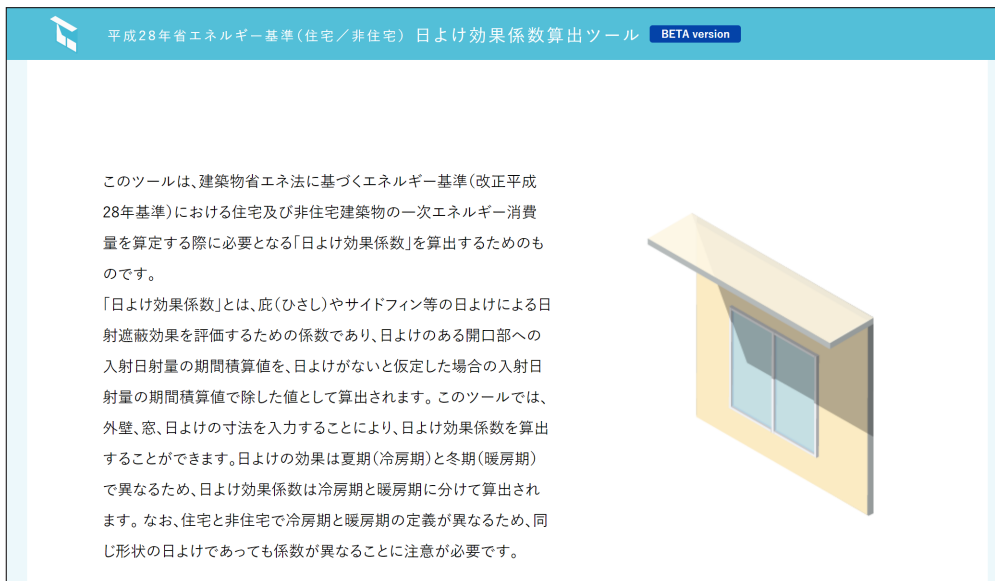 平成28年省エネルギー基準(住宅／非住宅) 日よけ効果係数算出ツール BETA version
このツールは、建築物省エネ法に基づくエネルギー基準(改正平成
28年基準)における住宅及び非住宅建築物の一次エネルギー消費
量を算定する際に必要となる「日よけ効果係数」を算出するためのも
のです。
「日よけ効果係数」とは、庇(ひさし)やサイドフィン等の日よけによる日
射遮蔽効果を評価するための係数であり、日よけのある開口部への
入射日射量の期間積算値を、日よけがないと仮定した場合の入射日
射量の期間積算値で除した値として算出されます。このツールでは、
外壁、窓、日よけの寸法を入力することにより、日よけ効果係数を算出
することができます。日よけの効果は夏期(冷房期)と冬期(暖房期)
で異なるため、日よけ効果係数は冷房期と暖房期に分けて算出され
ます。なお、住宅と非住宅で冷房期と暖房期の定義が異なるため、同
じ形状の日よけであっても係数が異なることに注意が必要です。